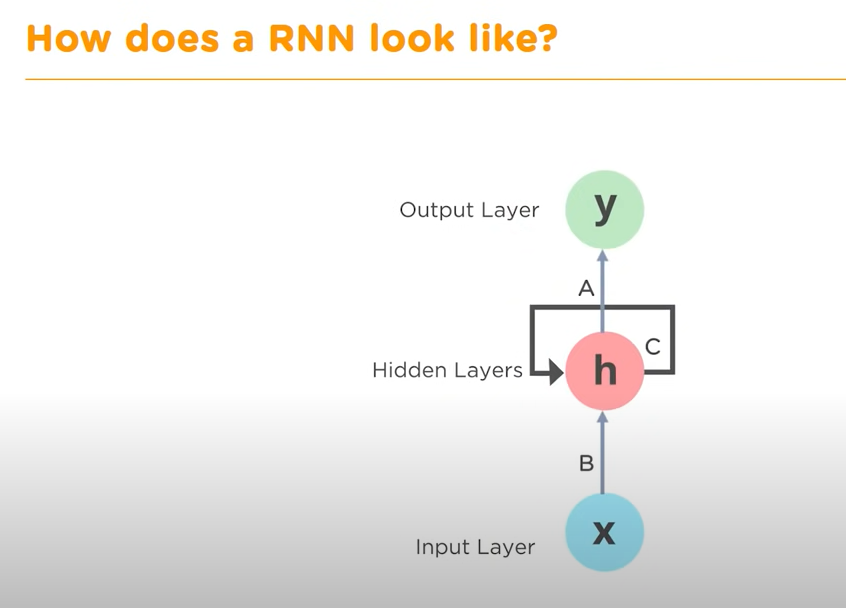 How does a RNN look like?
Output Layer
y
A
C
Hidden Layers
h
B
x
Input Layer